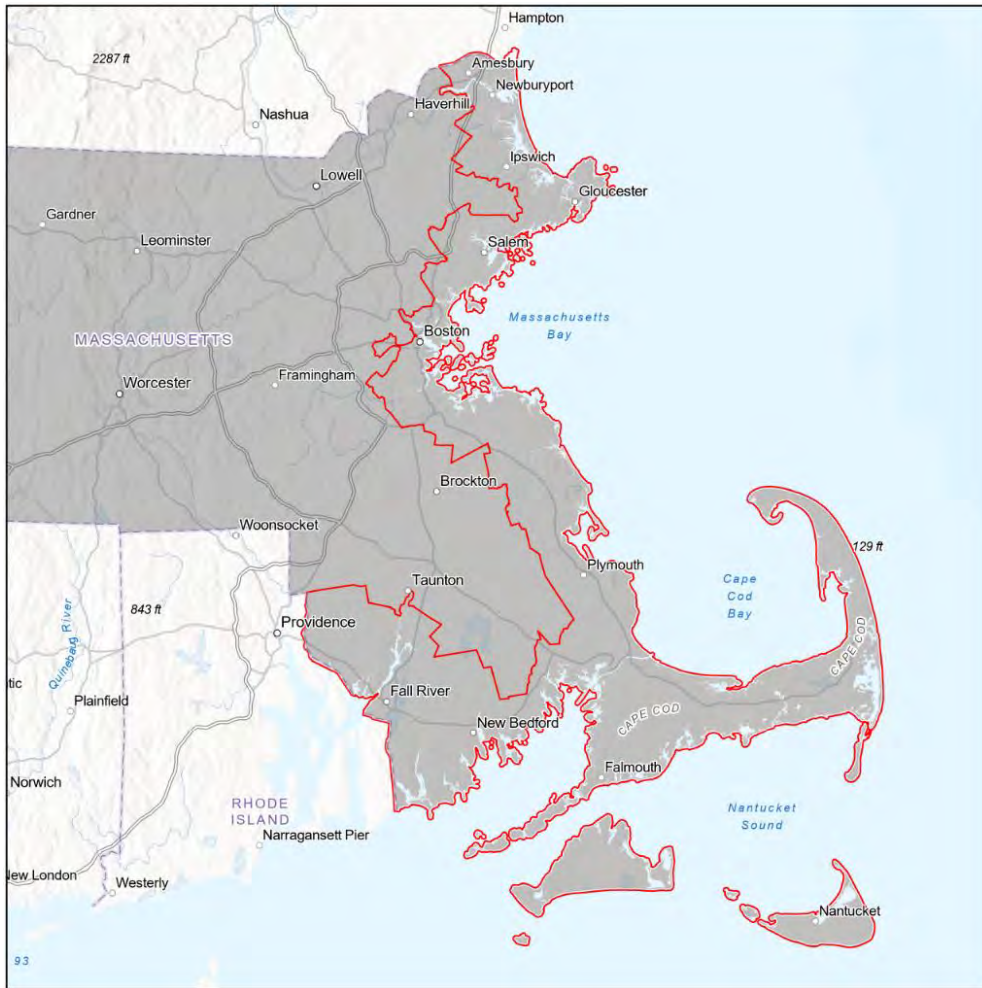 Hampton
2287 ft
Amesbury
Newburyport
Haverhill
Nashua
Ipswich
Lowell
Gloucester
Gardner
Leominster
Salem
Massachusetts
Bay
Boston
MASSACHUSETTS
Framingham
Worcester
Brockton
Woonsocket
129 ft
Plymouth
Cape
Cod
Bay
Taunton
843 ft
Providence
Quinebaug River
CAPE COD
tic
Plainfield
Fall River
New Bedford
CAPE COD
Falmouth
Norwich
RHODE
ISLAND
Nantucket
Sound
Narragansett Pier
New London
Westerly
Nantucket
93